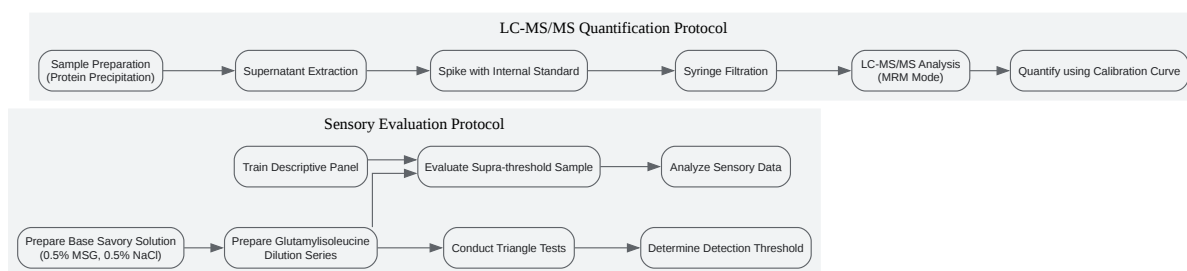 LC-MS/MS Quantification Protocol
Sample Preparation
(Protein Precipitation)
Supernatant Extraction
Spike with Internal Standard
Syringe Filtration
LC-MS/MS Analysis
(MRM Mode)
Quantify using Calibration Curve
Sensory Evaluation Protocol
Train Descriptive Panel
Evaluate Supra-threshold Sample
Analyze Sensory Data
Prepare Base Savory Solution
(0.5% MSG, 0.5% NaCl)
Prepare Glutamylisoleucine
Dilution Series
Conduct Triangle Tests
Determine Detection Threshold